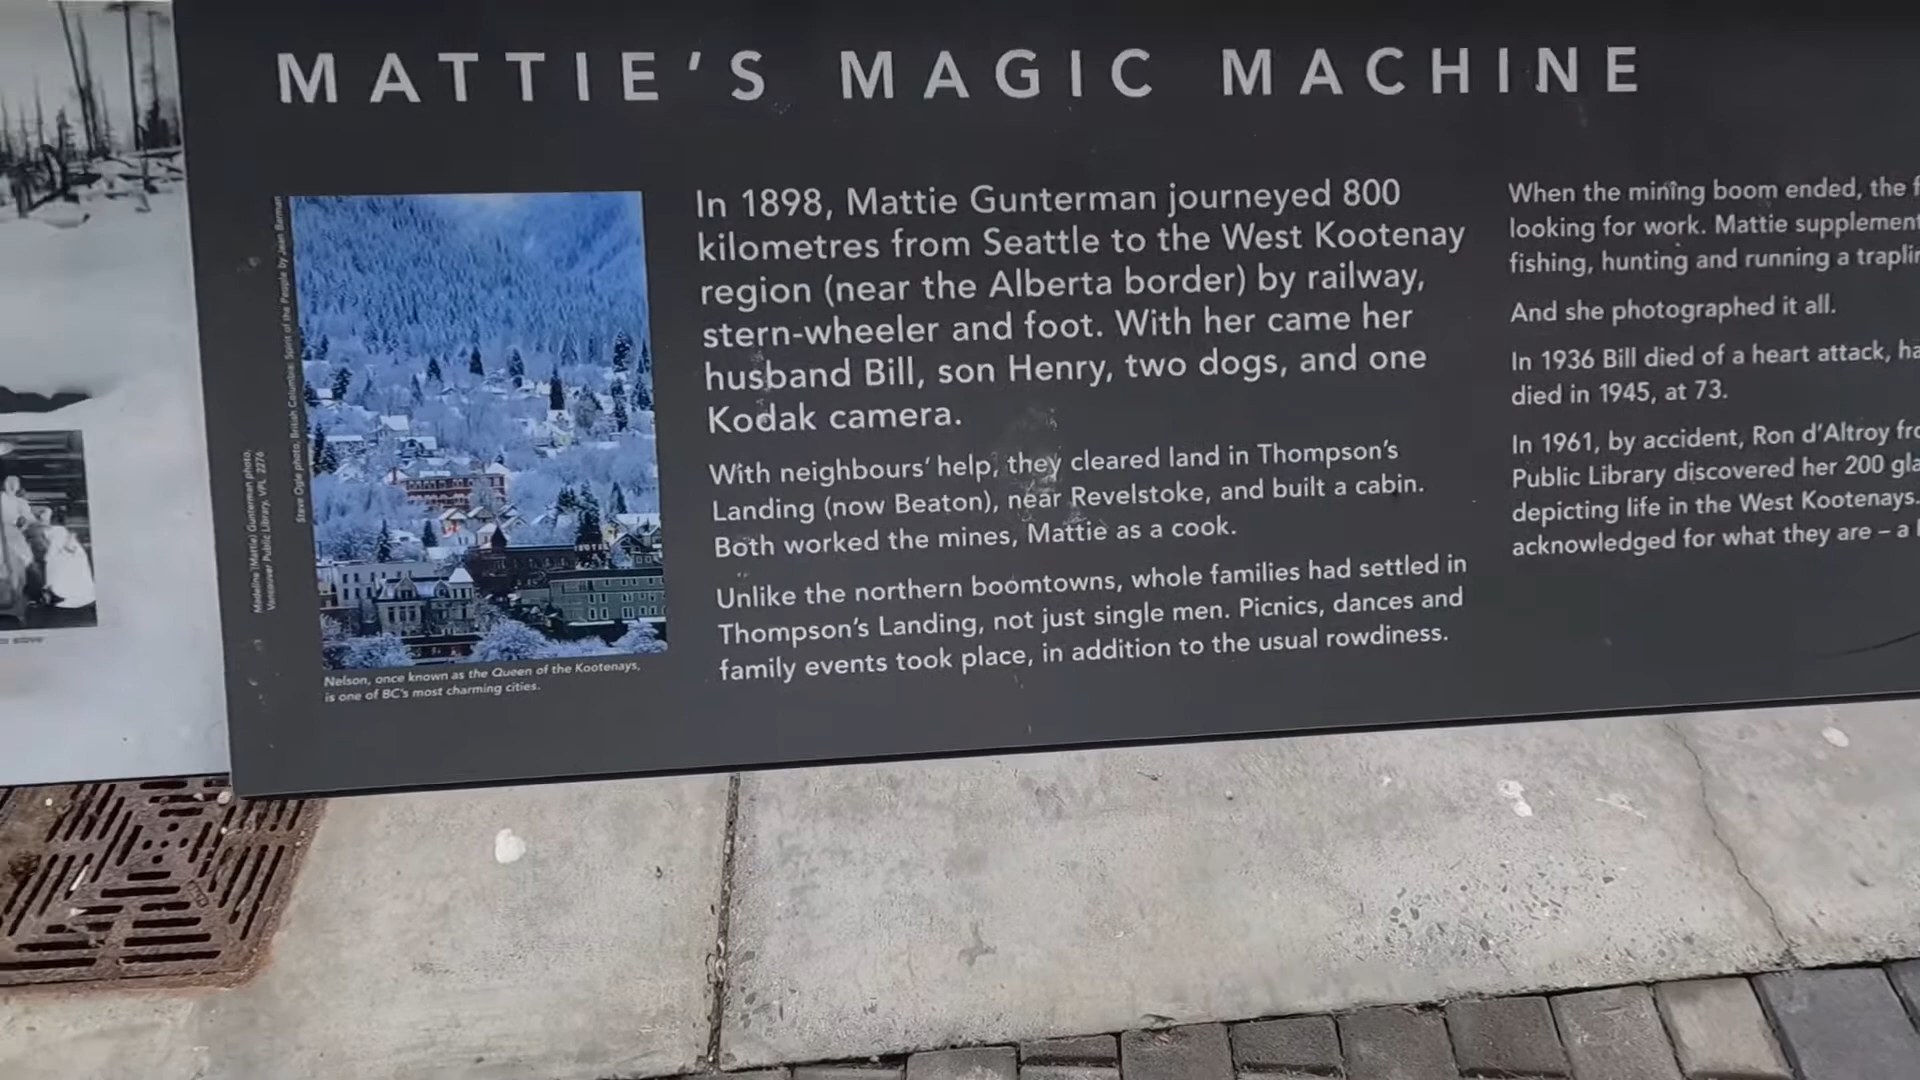 MATTIE'S MAGIC MACHINE
Steve Ogle photo, British Columbia: Spirit of the People by Jean Barman
Madeline (Mattie) Gunterman photo,
Vancouver Public Library, VPL 2276
Nelson, once known as the Queen of the Kootenays,
is one of BC's most charming cities.
In 1898, Mattie Gunterman journeyed 800
kilometres from Seattle to the West Kootenay
region (near the Alberta border) by railway,
stern-wheeler and foot. With her came her
husband Bill, son Henry, two dogs, and one
Kodak camera.
With neighbours' help, they cleared land in Thompson's
Landing (now Beaton), near Revelstoke, and built a cabin.
Both worked the mines, Mattie as a cook.
Unlike the northern boomtowns, whole families had settled in
Thompson's Landing, not just single men. Picnics, dances and
family events took place, in addition to the usual rowdiness.
When the mining boom ended, the f
looking for work. Mattie supplement
fishing, hunting and running a traplin
And she photographed it all.
In 1936 Bill died of a heart attack, ha
died in 1945, at 73.
In 1961, by accident, Ron d'Altroy fro
Public Library discovered her 200 gla
depicting life in the West Kootenays.
acknowledged for what they are – a